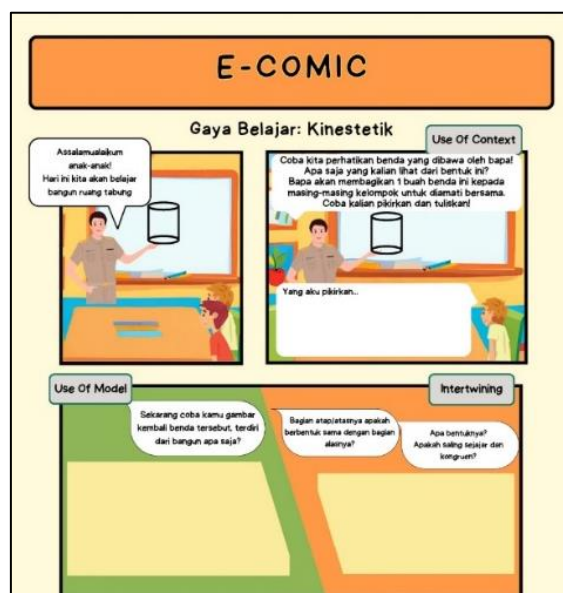 E-COMIC
Gaya Belajar: Kinestetik
Assalamualaikum
anak-anak!
Hari ini kita akan belajar
bangun ruang tabung
Use Of Context
Coba kita perhatikan benda yang dibawa oleh bapa!
Apa saja yang kalian lihat dari bentuk ini?
Bapa akan membagikan 1 buah benda ini kepada
masing-masing kelompok untuk diamati bersama.
Coba kalian pikirkan dan tuliskan!
Yang aku pikirkan...
Use Of Model
Sekarang coba kamu gambar
kembali benda tersebut, terdiri
dari bangun apa saja?
Intertwining
Bagian atap/atasnya apakah
berbentuk sama dengan bagian
alasnya?
Apa bentuknya?
Apakah saling sejajar dan
kongruen?